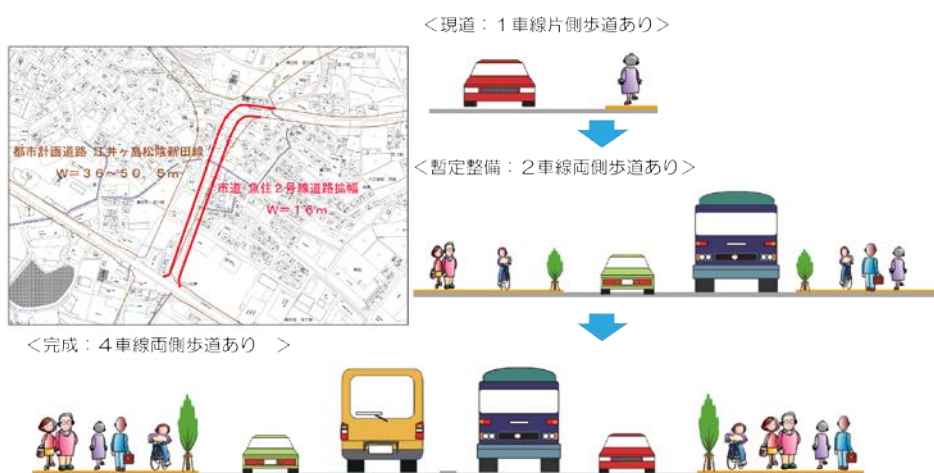 ＜現道：１車線片側歩道あり＞
都市計画道路 江井ヶ島松陰新田線
Ｗ＝３６～５０．５ｍ
市道 魚住２号線道路拡幅
Ｗ＝１６ｍ
＜暫定整備：２車線両側歩道あり＞
＜完成：４車線両側歩道あり　＞